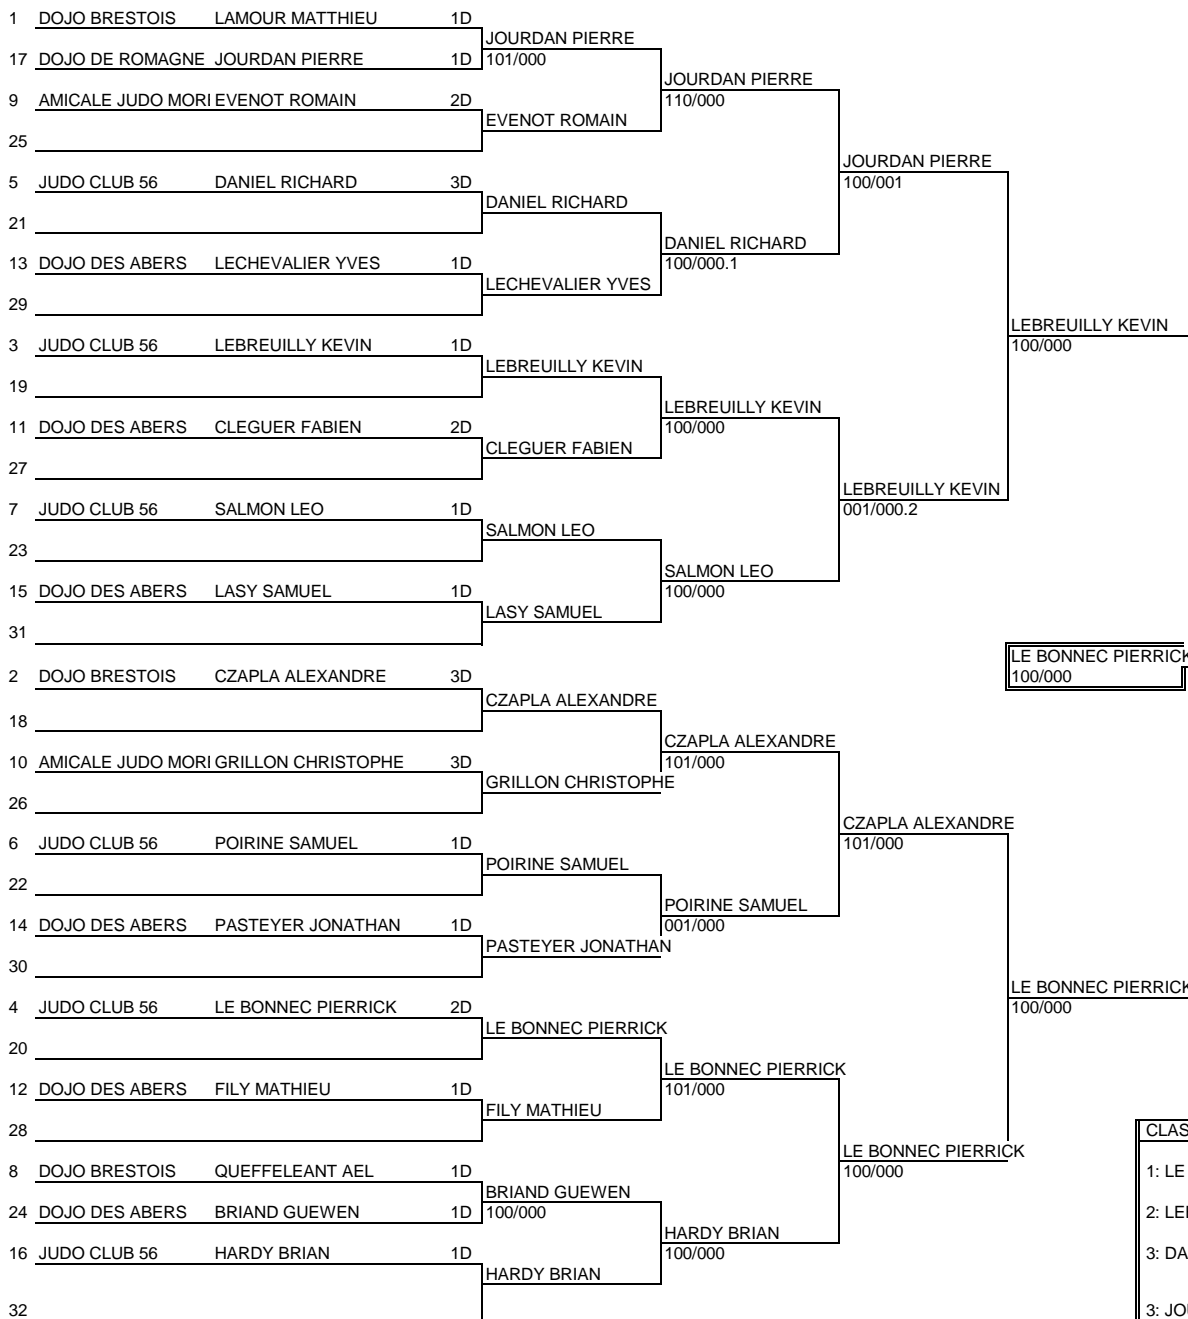 1 DOJO BRESTOIS LAMOUR MATTHIEU 1D
JOURDAN PIERRE
17 DOJO DE ROMAGNE JOURDAN PIERRE 1D 101/000
JOURDAN PIERRE
9 AMICALE JUDO MORI EVENOT ROMAIN 2D 110/000
EVENOT ROMAIN
25
JOURDAN PIERRE
5 JUDO CLUB 56 DANIEL RICHARD 3D 100/001
DANIEL RICHARD
21
DANIEL RICHARD
13 DOJO DES ABERS LECHEVALIER YVES 1D 100/000.1
LECHEVALIER YVES
29
LEBREUILLY KEVIN
3 JUDO CLUB 56 LEBREUILLY KEVIN 1D 100/000
LEBREUILLY KEVIN
19
LEBREUILLY KEVIN
11 DOJO DES ABERS CLEGUER FABIEN 2D 100/000
CLEGUER FABIEN
27
LEBREUILLY KEVIN
7 JUDO CLUB 56 SALMON LEO 1D 001/000.2
SALMON LEO
23
SALMON LEO
15 DOJO DES ABERS LASY SAMUEL 1D 100/000
LASY SAMUEL
31
LE BONNEC PIERRICK
2 DOJO BRESTOIS CZAPLA ALEXANDRE 3D 100/000
CZAPLA ALEXANDRE
18
CZAPLA ALEXANDRE
10 AMICALE JUDO MORI GRILLON CHRISTOPHE 3D 101/000
GRILLON CHRISTOPHE
26
CZAPLA ALEXANDRE
6 JUDO CLUB 56 POIRINE SAMUEL 1D 101/000
POIRINE SAMUEL
22
POIRINE SAMUEL
14 DOJO DES ABERS PASTEYER JONATHAN 1D 001/000
PASTEYER JONATHAN
30
LE BONNEC PIERRICK
4 JUDO CLUB 56 LE BONNEC PIERRICK 2D 100/000
LE BONNEC PIERRICK
20
LE BONNEC PIERRICK
12 DOJO DES ABERS FILY MATHIEU 1D 101/000
FILY MATHIEU
28
CLAS
LE BONNEC PIERRICK
8 DOJO BRESTOIS QUEFFELEANT AEL 1D 100/000 1: LE
BRIAND GUEWEN
24 DOJO DES ABERS BRIAND GUEWEN 1D 100/000 2: LE
HARDY BRIAN
16 JUDO CLUB 56 HARDY BRIAN 1D 100/000 3: DA
HARDY BRIAN
32 3: JO